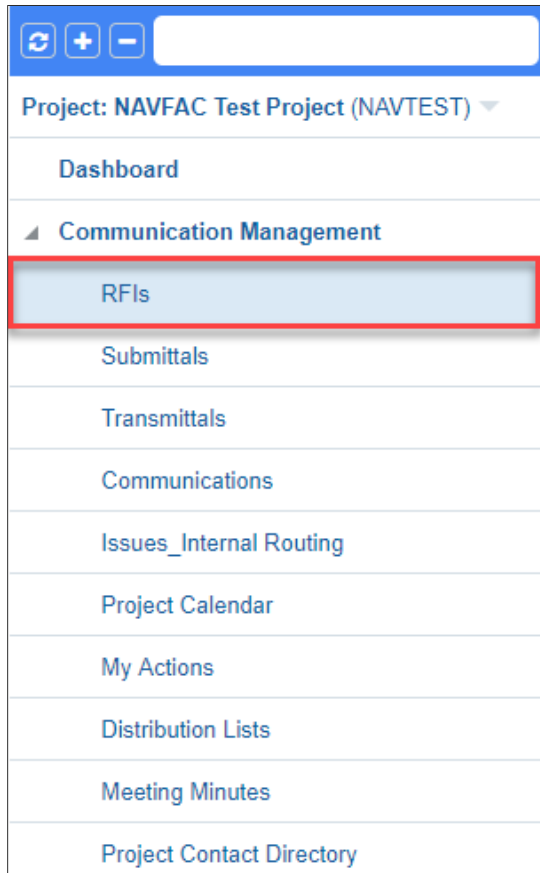 Project: NAVFAC Test Project (NAVTEST)
Dashboard
Communication Management
RFIs
Submittals
Transmittals
Communications
Issues_Internal Routing
Project Calendar
My Actions
Distribution Lists
Meeting Minutes
Project Contact Directory